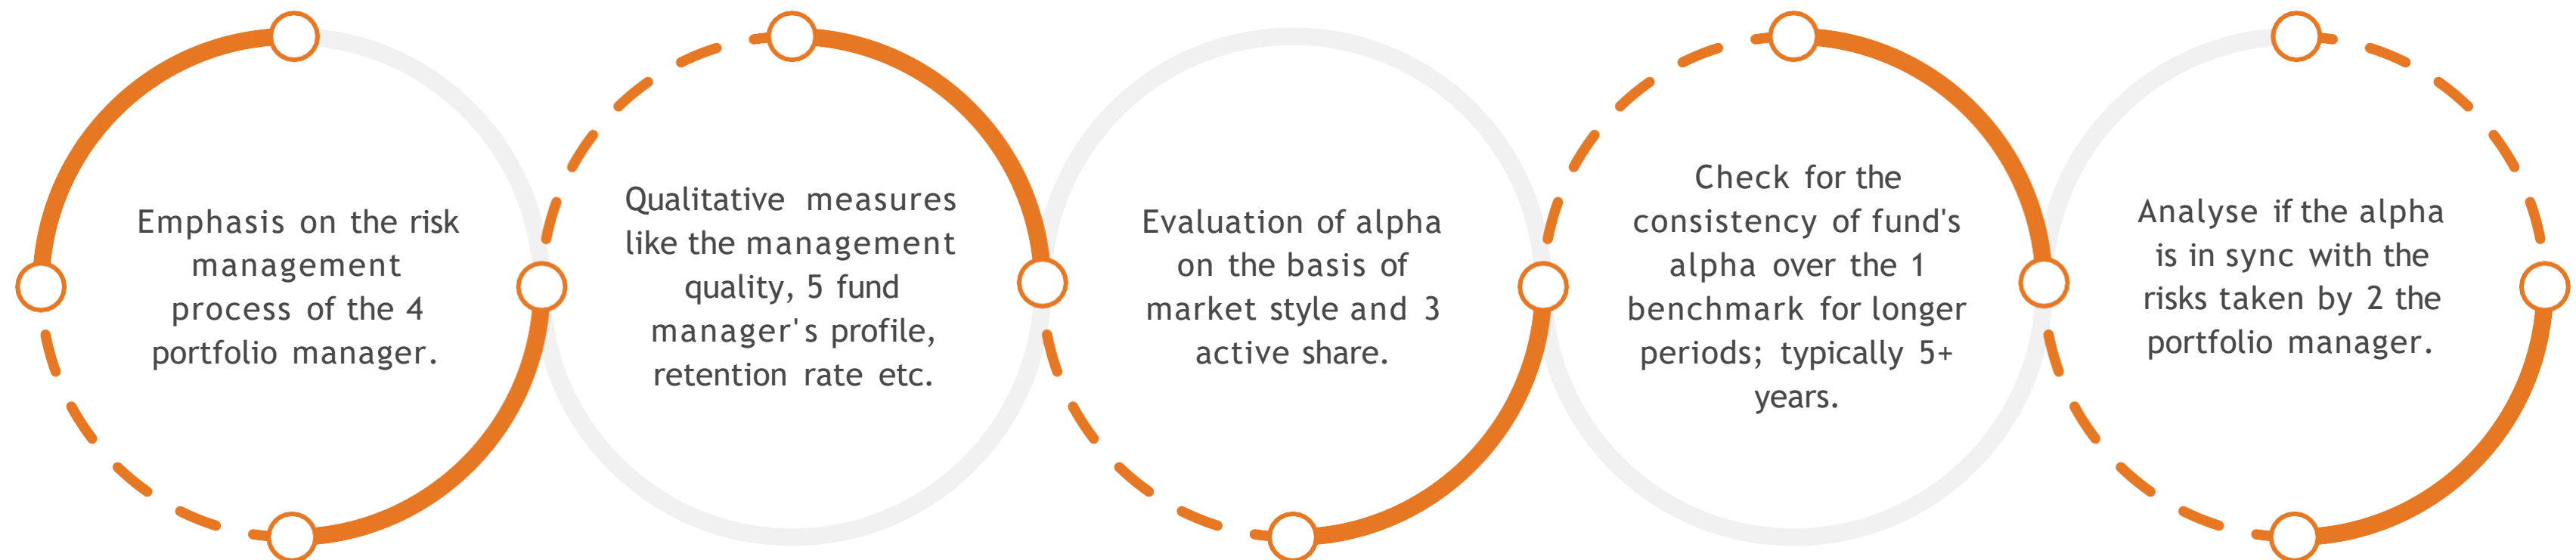 Emphasis on the risk
management
process of the 4
portfolio manager.
Qualitative measures
like the management
quality, 5 fund
manager's profile,
retention rate etc.
Evaluation of alpha
on the basis of
market style and 3
active share.
Check for the
consistency of fund's
alpha over the 1
benchmark for longer
periods; typically 5+
years.
Analyse if the alpha
is in sync with the
risks taken by 2 the
portfolio manager.